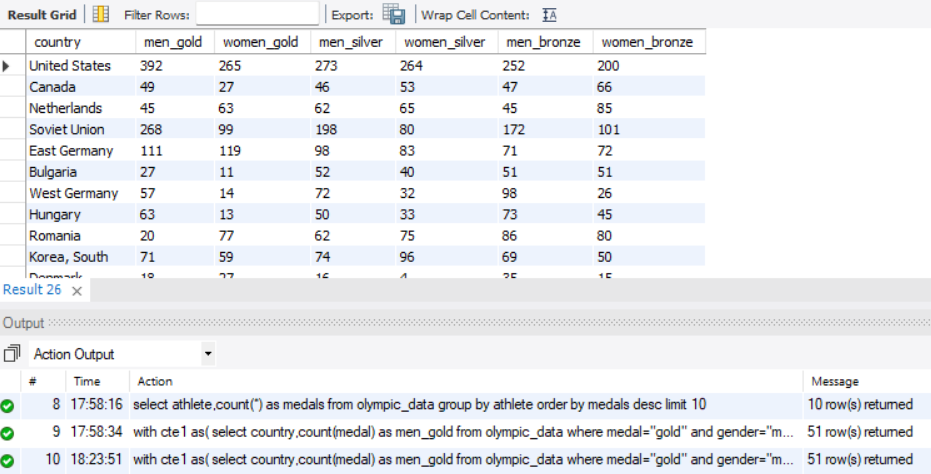 Result Grid Filter Rows: Export: Wrap Cell Content:
country men_gold women_gold men_silver women_silver men_bronze women_bronze
United States 392 265 273 264 252 200
Canada 49 27 46 53 47 66
Netherlands 45 63 62 65 45 85
Soviet Union 268 99 198 80 172 101
East Germany 111 119 98 83 71 72
Bulgaria 27 11 52 40 51 51
West Germany 57 14 72 32 98 26
Hungary 63 13 50 33 73 45
Romania 20 77 62 75 86 80
Korea, South 71 59 74 96 69 50
Denmark 18 27 16 4 35 15
Result 26
Output
Action Output
# Time Action Message
8 17:58:16 select athlete,count(*) as medals from olympic_data group by athlete order by medals desc limit 10 10 row(s) returned
9 17:58:34 with cte1 as( select country,count(medal) as men_gold from olympic_data where medal="gold" and gender="m... 51 row(s) returned
10 18:23:51 with cte1 as( select country,count(medal) as men_gold from olympic_data where medal="gold" and gender="m... 51 row(s) returned